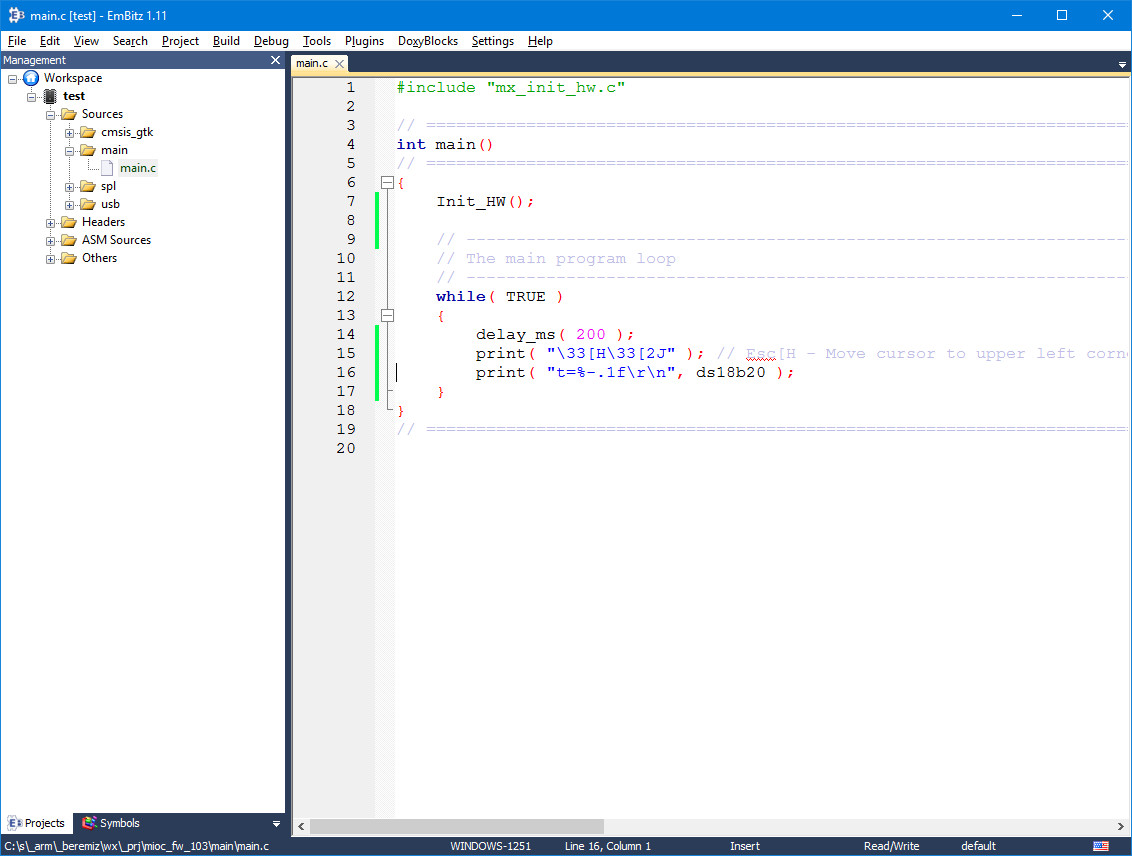 main.c [test] - EmBitz 1.11
File Edit View Search Project Build Debug Tools Plugins DoxyBlocks Settings Help
Management
Workspace
test
Sources
cmsis_gtk
main
main.c
spl
usb
Headers
ASM Sources
Others
Projects Symbols
main.c
1 #include "mx_init_hw.c"
2
3 // ======================================================================
4 int main()
5 // ======================================================================
6 {
7 Init_HW();
8
9 // ------------------------------------------------------------------
10 // The main program loop
11 // ------------------------------------------------------------------
12 while( TRUE )
13 {
14 delay_ms( 200 );
15 print( "\33[H\33[2J" ); // Esc[H - Move cursor to upper left corne
16 print( "t=%-.1f\r\n", ds18b20 );
17 }
18 }
19 // ======================================================================
20
C:\s\_arm\_beremiz\wx\_prj\mioc_fw_103\main\main.c WINDOWS-1251 Line 16, Column 1 Insert Read/Write default